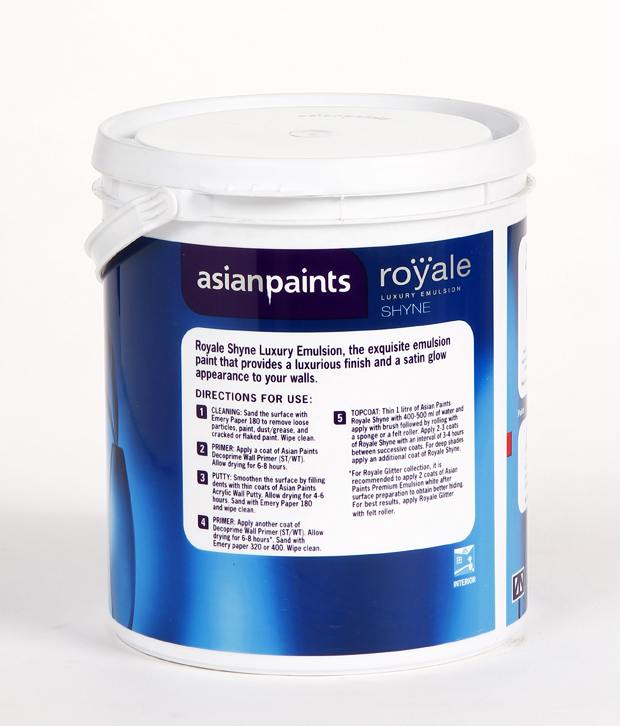 asianpaints
royale
LUXURY EMULSION
SHYNE
Royale Shyne Luxury Emulsion, the exquisite emulsion
paint that provides a luxurious finish and a satin glow
appearance to your walls.
DIRECTIONS FOR USE:
1 CLEANING: Sand the surface with
Emery Paper 180 to remove loose
particles, paint, dust/grease, and
cracked or flaked paint. Wipe clean.
2 PRIMER: Apply a coat of Asian Paints
Decoprime Wall Primer (ST/WT).
Allow drying for 6-8 hours.
3 PUTTY: Smoothen the surface by filling
dents with thin coats of Asian Paints
Acrylic Wall Putty. Allow drying for 4-6
hours. Sand with Emery Paper 180
and wipe clean.
4 PRIMER: Apply another coat of
Decoprime Wall Primer (ST/WT). Allow
drying for 6-8 hours*. Sand with
Emery paper 320 or 400. Wipe clean.
5 TOPCOAT: Thin 1 litre of Asian Paints
Royale Shyne with 400-500 ml of water and
apply with brush followed by rolling with
a sponge or a felt roller. Apply 2-3 coats
of Royale Shyne with an interval of 3-4 hours
between successive coats. For deep shades
apply an additional coat of Royale Shyne.
*For Royale Glitter collection, it is
recommended to apply 2 coats of Asian
Paints Premium Emulsion white after
surface preparation to obtain better hiding.
For best results, apply Royale Glitter
with felt roller.
INTERIOR